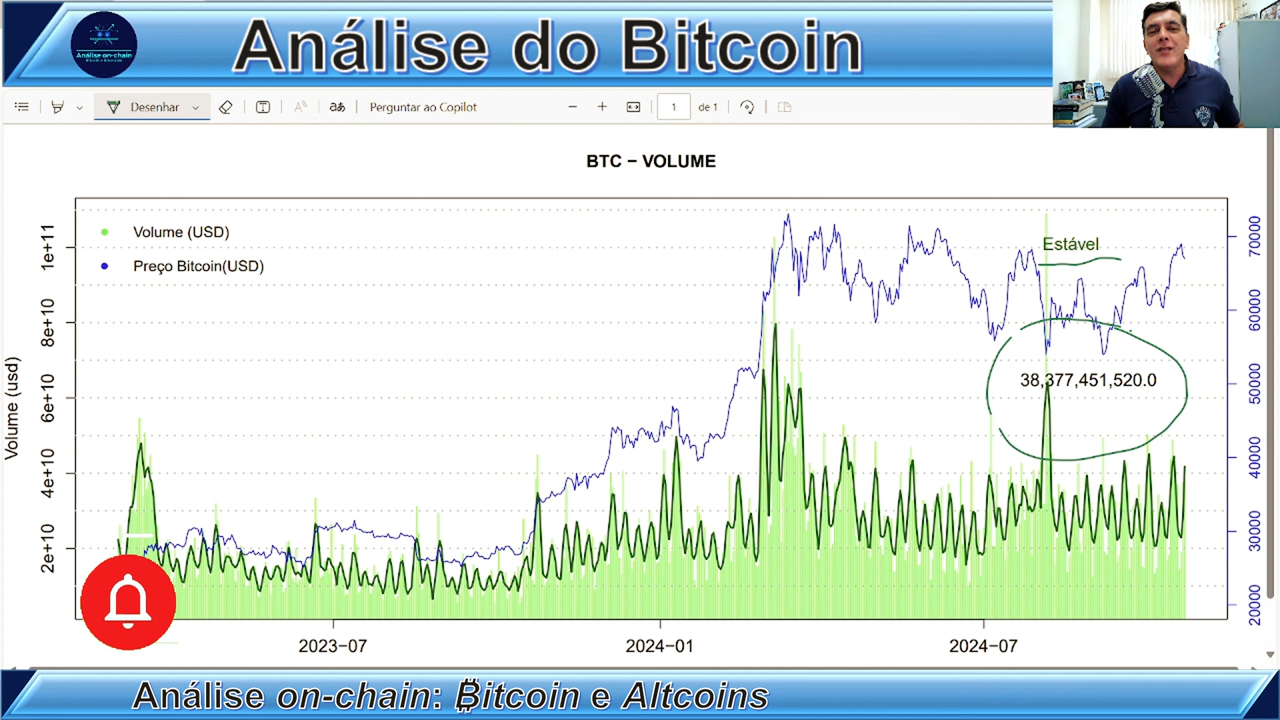 Análise do Bitcoin
Análise on-chain
Desenhar
Perguntar ao Copilot
1 de 1
BTC − VOLUME
Volume (USD)
Preço Bitcoin(USD)
Estável
38,377,451,520.0
Volume (usd)
2e+10
4e+10
6e+10
8e+10
1e+11
20000
30000
40000
50000
60000
70000
2023-07
2024-01
2024-07
Análise on-chain: ₿itcoin e Altcoins